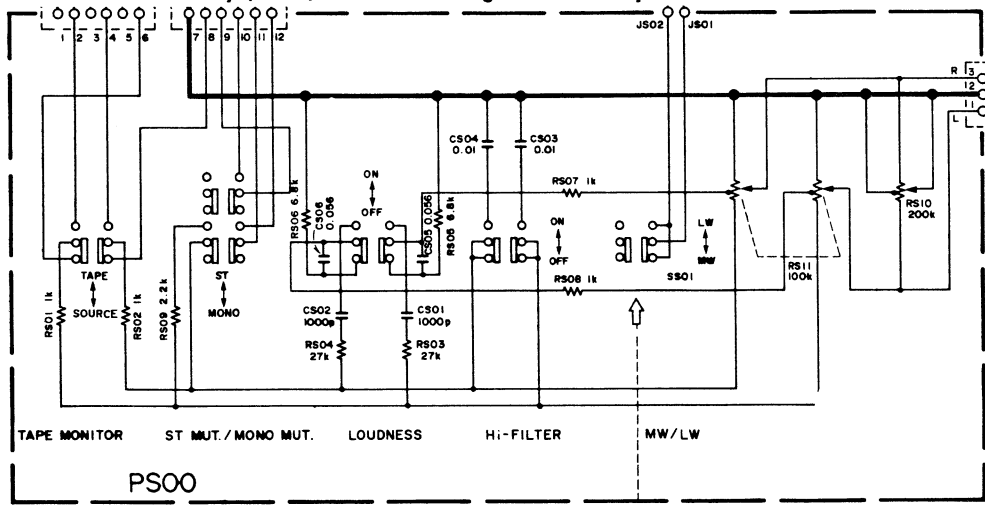 JS02 JS01
1 2 3 4 5 6
7 8 9 10 11 12
R 3
2
L 1
CS04
0.01
CS03
0.01
ON
OFF
RS07 1k
RS06 6.8k
CS06
0.056
CS05 0.056
RS05 6.8k
ON
OFF
LW
MW
SS01
RS10
200k
RS11
100k
RS08 1k
TAPE
SOURCE
ST
MONO
RS01 1k
RS02 1k
RS09 2.2k
CS02
1000p
CS01
1000p
RS04
27k
RS03
27k
TAPE MONITOR ST MUT./MONO MUT. LOUDNESS Hi-FILTER MW/LW
PS00